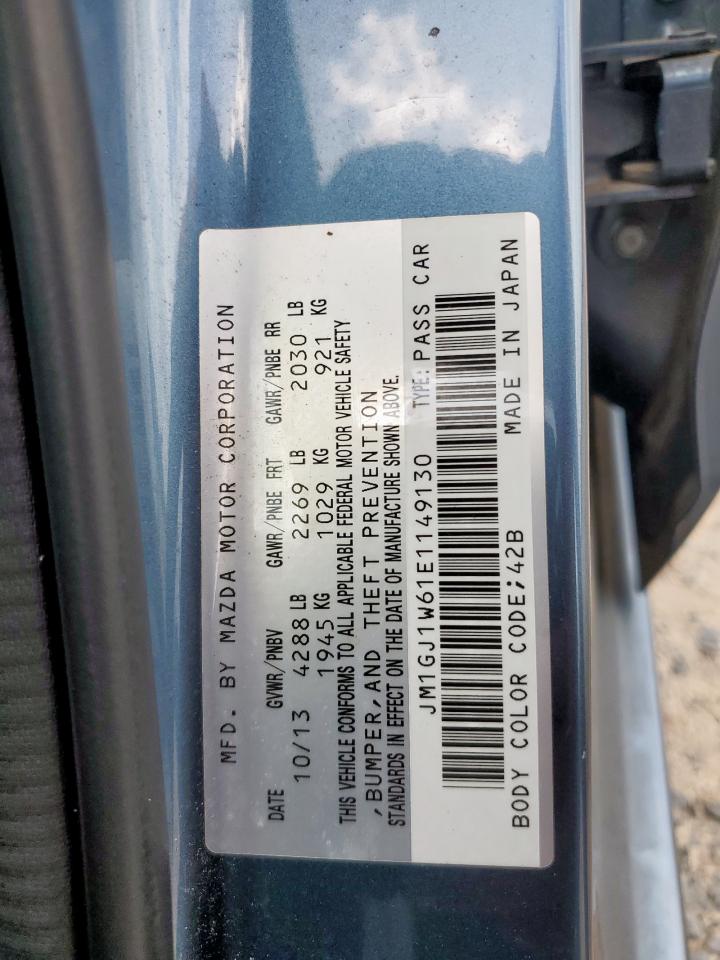 MFD. BY MAZDA MOTOR CORPORATION
DATE GVWR/PNBV GAWR/PNBE FRT GAWR/PNBE RR
10/13 4288 LB 2269 LB 2030 LB
1945 KG 1029 KG 921 KG
THIS VEHICLE CONFORMS TO ALL APPLICABLE FEDERAL MOTOR VEHICLE SAFETY
,BUMPER,AND THEFT PREVENTION
STANDARDS IN EFFECT ON THE DATE OF MANUFACTURE SHOWN ABOVE.
JM1GJ1W61E1149130 TYPE:PASS CAR
BODY COLOR CODE;42B MADE IN JAPAN